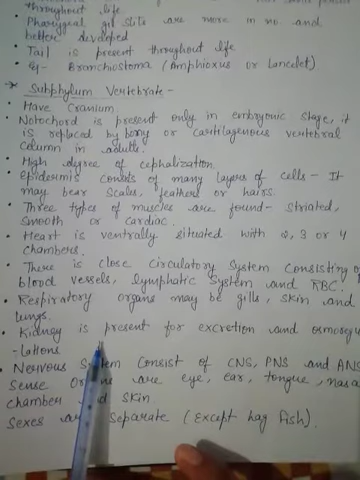 throughout life
• Pharyngeal gill slits are more in no. and
better developed
• Tail is present throughout life
• Eg- Branchiostoma (Amphioxus or Lancelet)
* Subphylum Vertebrate-
• Have Cranium.
• Notochord is present only in embryonic stage, it
is replaced by bony or cartilagenous vertebral
column in adults.
• High degree of cephalization
• epidermis consists of many layers of cells- It
may bear scales, feathers or hairs.
• Three types of muscles are found- striated,
smooth or cardiac.
• Heart is ventrally situated with 2, 3 or 4
chambers.
• There is close circulatory system consisting of
blood vessels, lymphatic system and RBC.
• Respiratory organs may be gills, skin and
lungs.
• Kidney is present for excretion and osmoregu
-lations
• Nervous System consist of CNS, PNS and ANS
sense are eye, ear, tongue, nasa
chamber skin.
Sexes are separate (except hag fish).